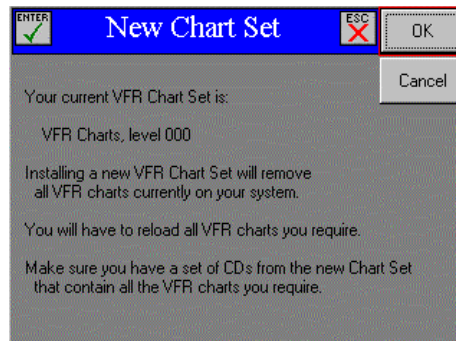 ENTER New Chart Set ESC OK
Cancel
Your current VFR Chart Set is:
VFR Charts, level 000
Installing a new VFR Chart Set will remove
all VFR charts currently on your system.
You will have to reload all VFR charts you require.
Make sure you have a set of CDs from the new Chart Set
that contain all the VFR charts you require.